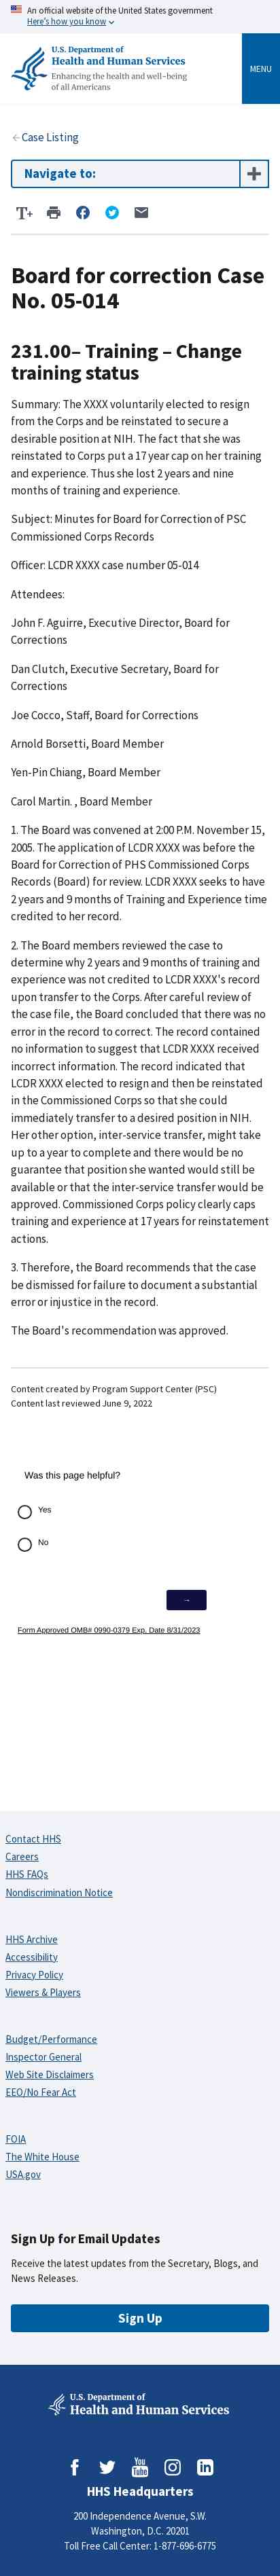 An official website of the United States government
Here's how you know
U.S. Department of
Health and Human Services
Enhancing the health and well-being
of all Americans
MENU
Case Listing
Navigate to:
T+
Board for correction Case
No. 05-014
231.00– Training – Change
training status
Summary: The XXXX voluntarily elected to resign
from the Corps and be reinstated to secure a
desirable position at NIH. The fact that she was
reinstated to Corps put a 17 year cap on her training
and experience. Thus she lost 2 years and nine
months of training and experience.
Subject: Minutes for Board for Correction of PSC
Commissioned Corps Records
Officer: LCDR XXXX case number 05-014
Attendees:
John F. Aguirre, Executive Director, Board for
Corrections
Dan Clutch, Executive Secretary, Board for
Corrections
Joe Cocco, Staff, Board for Corrections
Arnold Borsetti, Board Member
Yen-Pin Chiang, Board Member
Carol Martin. , Board Member
1. The Board was convened at 2:00 P.M. November 15,
2005. The application of LCDR XXXX was before the
Board for Correction of PHS Commissioned Corps
Records (Board) for review. LCDR XXXX seeks to have
2 years and 9 months of Training and Experience time
credited to her record.
2. The Board members reviewed the case to
determine why 2 years and 9 months of training and
experience was not credited to LCDR XXXX's record
upon transfer to the Corps. After careful review of
the case file, the Board concluded that there was no
error in the record to correct. The record contained
no information to suggest that LCDR XXXX received
incorrect information. The record indicated that
LCDR XXXX elected to resign and then be reinstated
in the Commissioned Corps so that she could
immediately transfer to a desired position in NIH.
Her other option, inter-service transfer, might take
up to a year to complete and there would be no
guarantee that position she wanted would still be
available or that the inter-service transfer would be
approved. Commissioned Corps policy clearly caps
training and experience at 17 years for reinstatement
actions.
3. Therefore, the Board recommends that the case
be dismissed for failure to document a substantial
error or injustice in the record.
The Board's recommendation was approved.
Content created by Program Support Center (PSC)
Content last reviewed June 9, 2022
Was this page helpful?
Yes
No
→
Form Approved OMB# 0990-0379 Exp. Date 8/31/2023
Contact HHS
Careers
HHS FAQs
Nondiscrimination Notice
HHS Archive
Accessibility
Privacy Policy
Viewers & Players
Budget/Performance
Inspector General
Web Site Disclaimers
EEO/No Fear Act
FOIA
The White House
USA.gov
Sign Up for Email Updates
Receive the latest updates from the Secretary, Blogs, and
News Releases.
Sign Up
U.S. Department of
Health and Human Services
You Tube
HHS Headquarters
200 Independence Avenue, S.W.
Washington, D.C. 20201
Toll Free Call Center: 1-877-696-6775